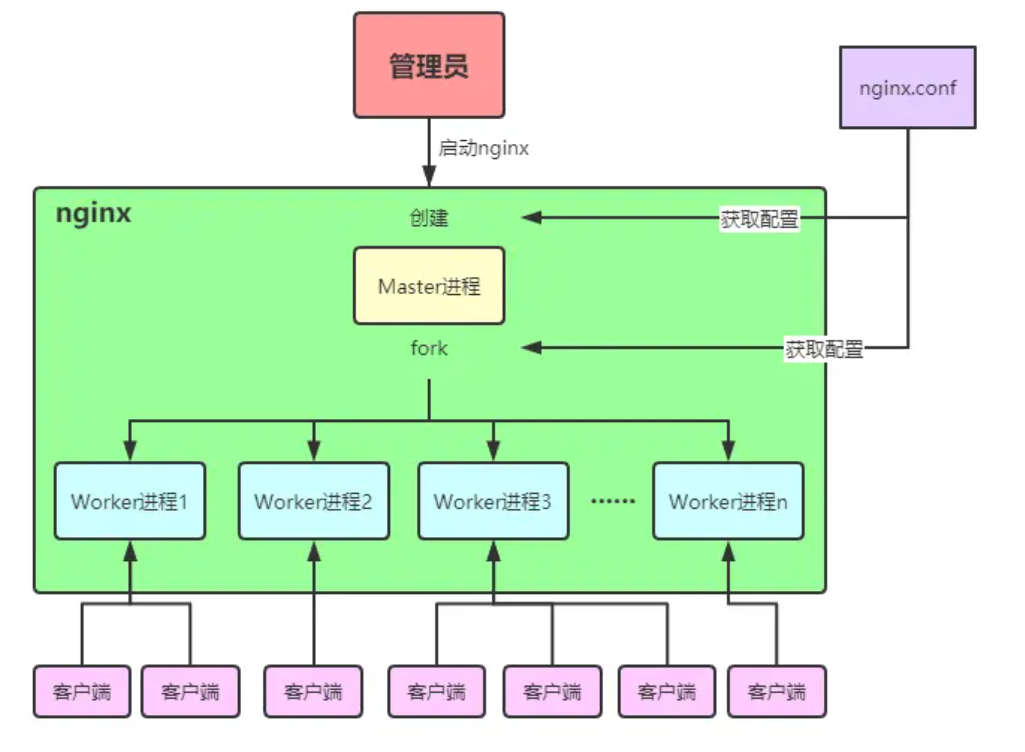 管理员
nginx.conf
启动nginx
nginx
创建
获取配置
Master进程
fork
获取配置
Worker进程1
Worker进程2
Worker进程3
······
Worker进程n
客户端
客户端
客户端
客户端
客户端
客户端
客户端